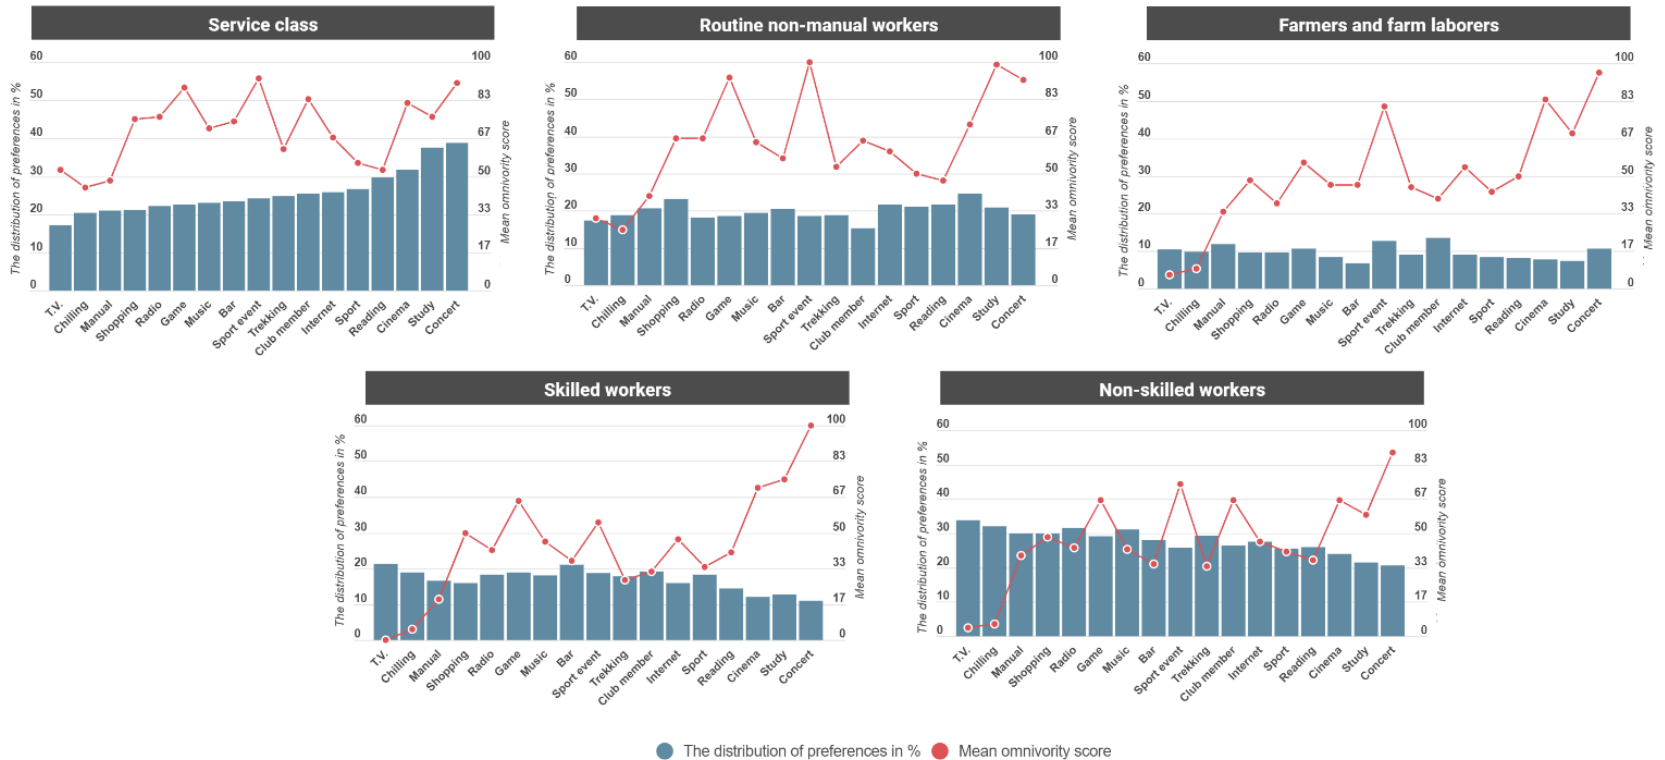 Service class
60
50
40
30
20
10
0
100
83
67
50
33
17
0
The distribution of preferences in %
Mean omnivority score
T.V.
Chilling
Manual
Shopping
Radio
Game
Music
Bar
Sport event
Trekking
Club member
Internet
Sport
Reading
Cinema
Study
Concert
Routine non-manual workers
60
50
40
30
20
10
0
100
83
67
50
33
17
0
The distribution of preferences in %
Mean omnivority score
T.V.
Chilling
Manual
Shopping
Radio
Game
Music
Bar
Sport event
Trekking
Club member
Internet
Sport
Reading
Cinema
Study
Concert
Farmers and farm laborers
60
50
40
30
20
10
0
100
83
67
50
33
17
0
The distribution of preferences in %
Mean omnivority score
T.V.
Chilling
Manual
Shopping
Radio
Game
Music
Bar
Sport event
Trekking
Club member
Internet
Sport
Reading
Cinema
Study
Concert
Skilled workers
60
50
40
30
20
10
0
100
83
67
50
33
17
0
The distribution of preferences in %
Mean omnivority score
T.V.
Chilling
Manual
Shopping
Radio
Game
Music
Bar
Sport event
Trekking
Club member
Internet
Sport
Reading
Cinema
Study
Concert
Non-skilled workers
60
50
40
30
20
10
0
100
83
67
50
33
17
0
The distribution of preferences in %
Mean omnivority score
T.V.
Chilling
Manual
Shopping
Radio
Game
Music
Bar
Sport event
Trekking
Club member
Internet
Sport
Reading
Cinema
Study
Concert
The distribution of preferences in %
Mean omnivority score